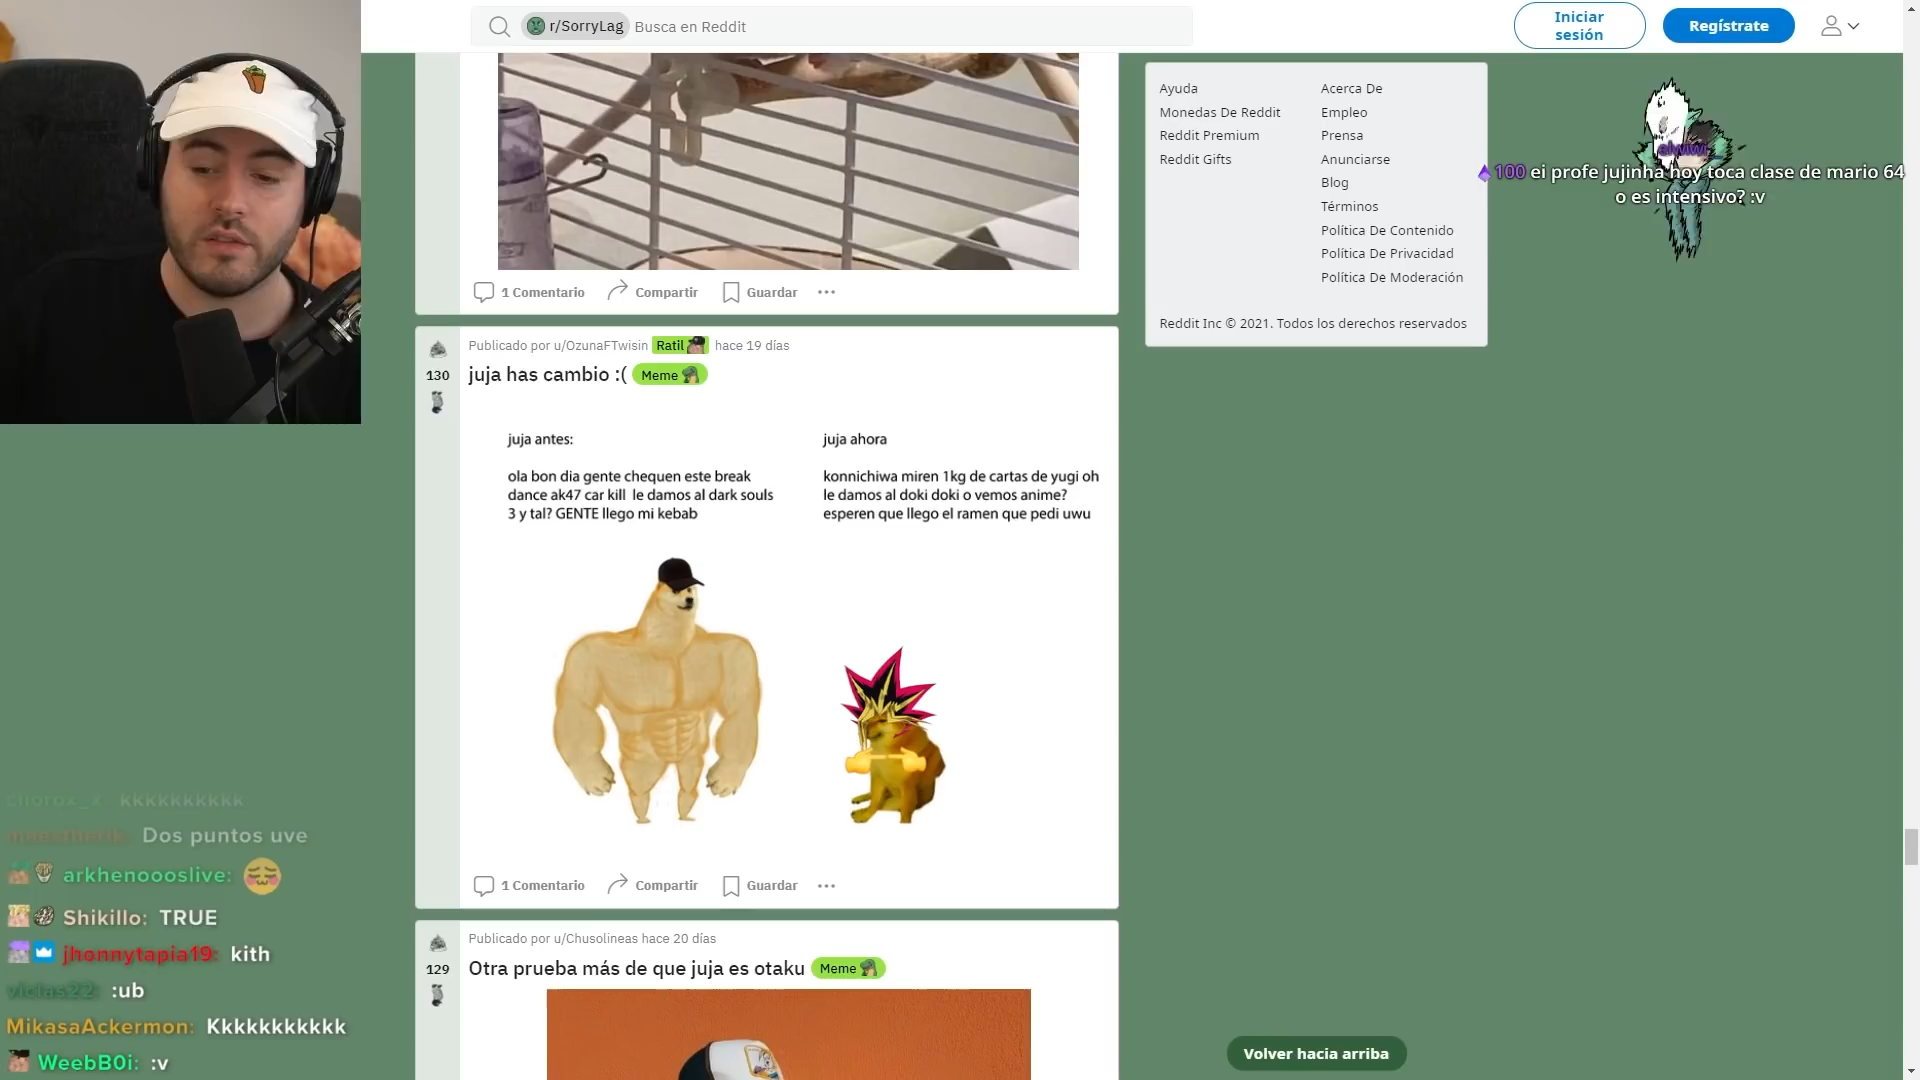 r/SorryLag Busca en Reddit
Iniciar sesión
Regístrate
Ayuda
Monedas De Reddit
Reddit Premium
Reddit Gifts
Acerca De
Empleo
Prensa
Anunciarse
Blog
Términos
Política De Contenido
Política De Privacidad
Política De Moderación
Reddit Inc © 2021. Todos los derechos reservados
100 ei profe jujinha hoy toca clase de mario 64
o es intensivo? :v
1 Comentario Compartir Guardar
Publicado por u/OzunaFTwisin Ratil hace 19 días
130
juja has cambio :( Meme
juja antes:
ola bon dia gente chequen este break
dance ak47 car kill le damos al dark souls
3 y tal? GENTE llego mi kebab
juja ahora
konnichiwa miren 1kg de cartas de yugi oh
le damos al doki doki o vemos anime?
esperen que llego el ramen que pedi uwu
1 Comentario Compartir Guardar
Publicado por u/Chusolineas hace 20 días
129
Otra prueba más de que juja es otaku Meme
Volver hacia arriba
kkkkkkkkkk
Dos puntos uve
arkhenoooslive:
Shikillo: TRUE
jhonnytapia19: kith
viclas22: :ub
MikasaAckermon: Kkkkkkkkkkk
WeebB0i: :v